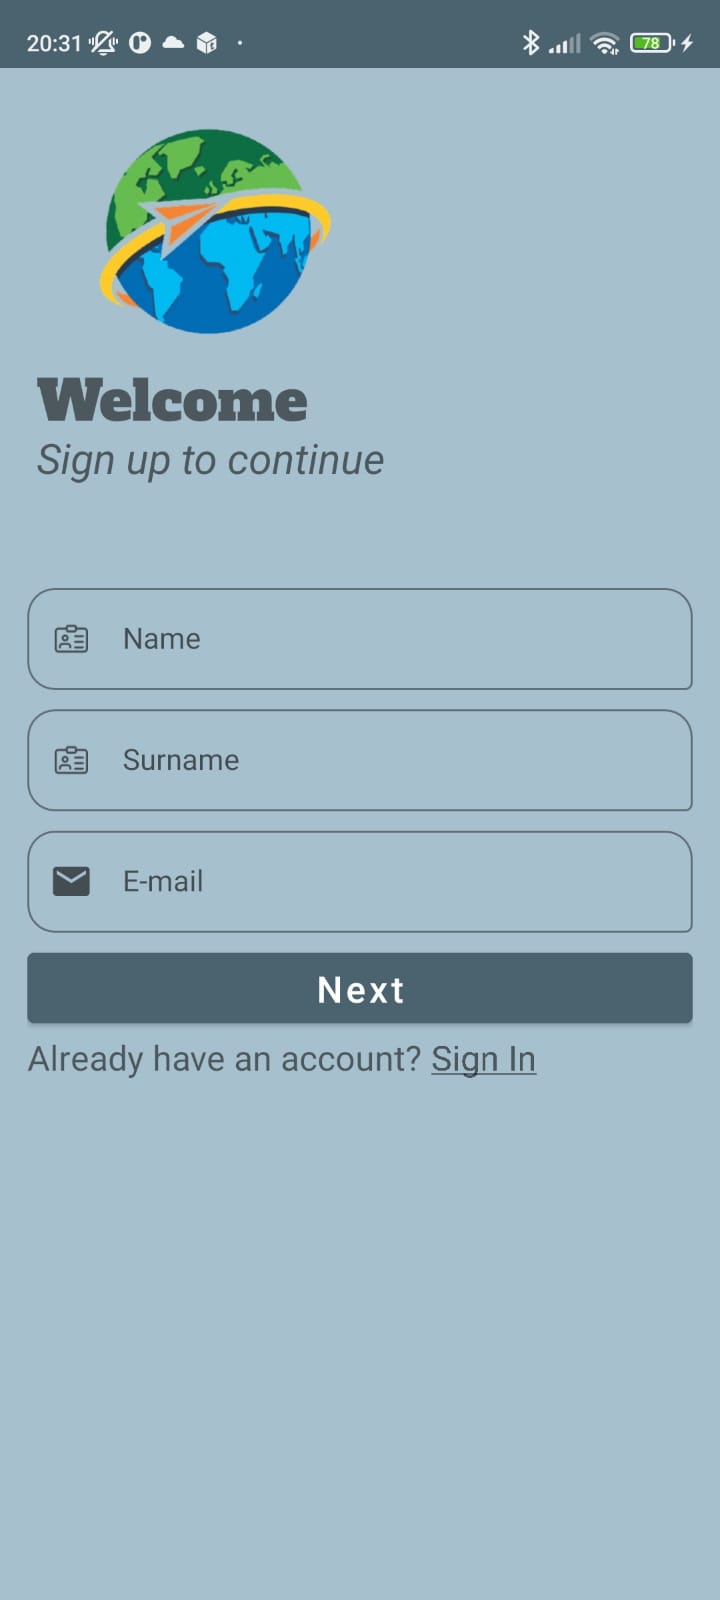 20:31
78
Welcome
Sign up to continue
Name
Surname
E-mail
Next
Already have an account? Sign In